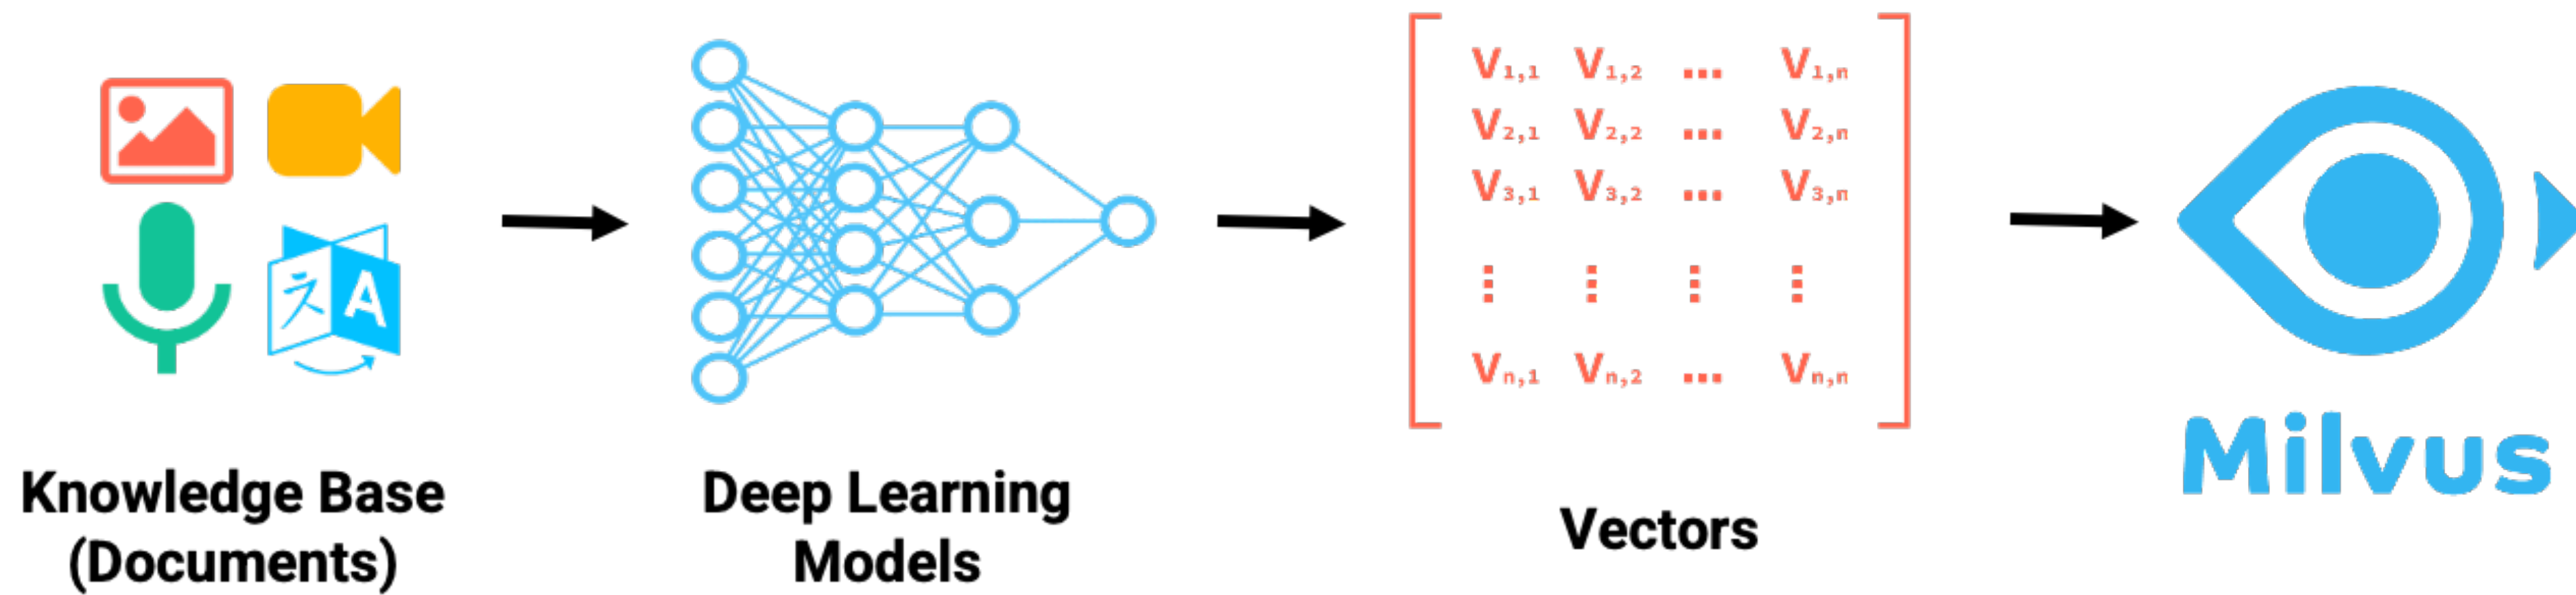 V1,1 V1,2 ... V1,n
V2,1 V2,2 ... V2,n
V3,1 V3,2 ... V3,n
⋮ ⋮ ⋮ ⋮
Vn,1 Vn,2 ... Vn,n
A
Milvus
Knowledge Base
(Documents)
Deep Learning
Models
Vectors